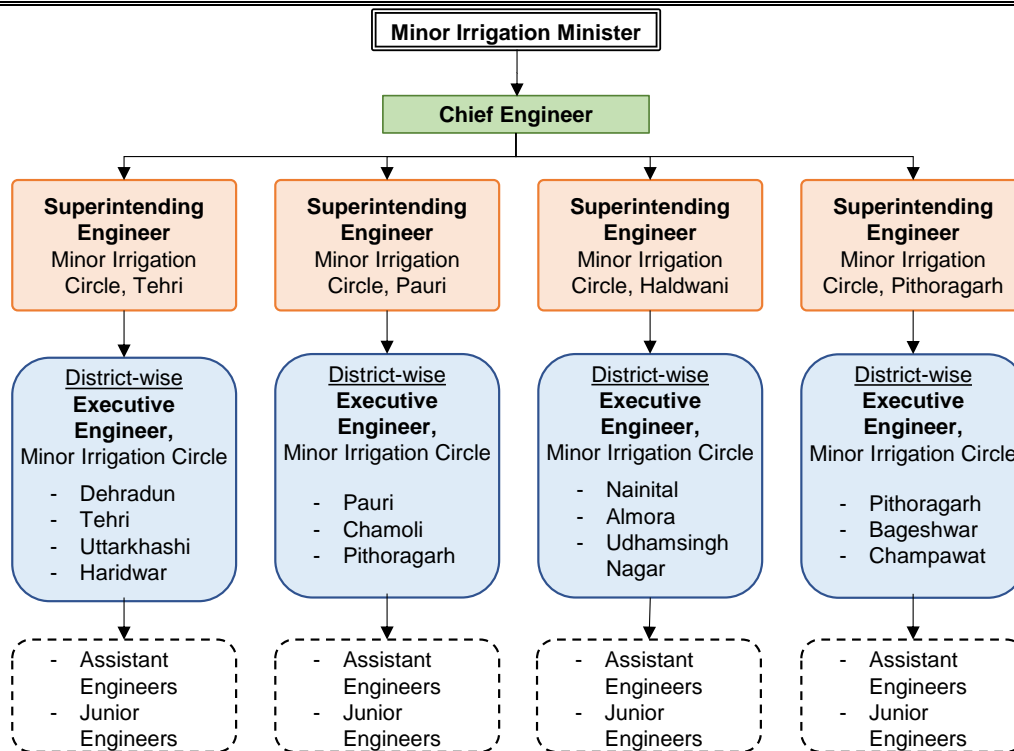 Minor Irrigation Minister
Chief Engineer
Superintending
Engineer
Minor Irrigation
Circle, Tehri
Superintending
Engineer
Minor Irrigation
Circle, Pauri
Superintending
Engineer
Minor Irrigation
Circle, Haldwani
Superintending
Engineer
Minor Irrigation
Circle, Pithoragarh
District-wise
Executive
Engineer,
Minor Irrigation Circle
- Dehradun
- Tehri
- Uttarkhashi
- Haridwar
District-wise
Executive
Engineer,
Minor Irrigation Circle
- Pauri
- Chamoli
- Pithoragarh
District-wise
Executive
Engineer,
Minor Irrigation Circle
- Nainital
- Almora
- Udhamsingh
Nagar
District-wise
Executive
Engineer,
Minor Irrigation Circle
- Pithoragarh
- Bageshwar
- Champawat
- Assistant
Engineers
- Junior
Engineers
- Assistant
Engineers
- Junior
Engineers
- Assistant
Engineers
- Junior
Engineers
- Assistant
Engineers
- Junior
Engineers